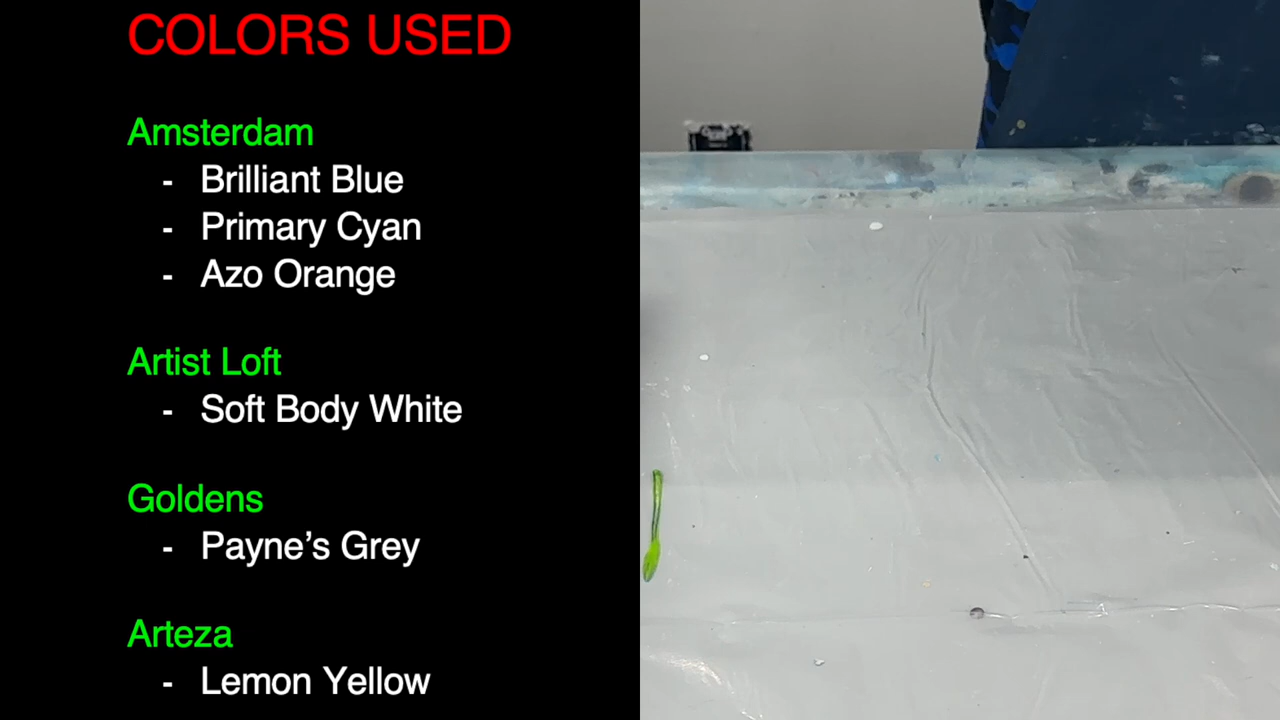 COLORS USED
Amsterdam
- Brilliant Blue
- Primary Cyan
- Azo Orange
Artist Loft
- Soft Body White
Goldens
- Payne’s Grey
Arteza
- Lemon Yellow